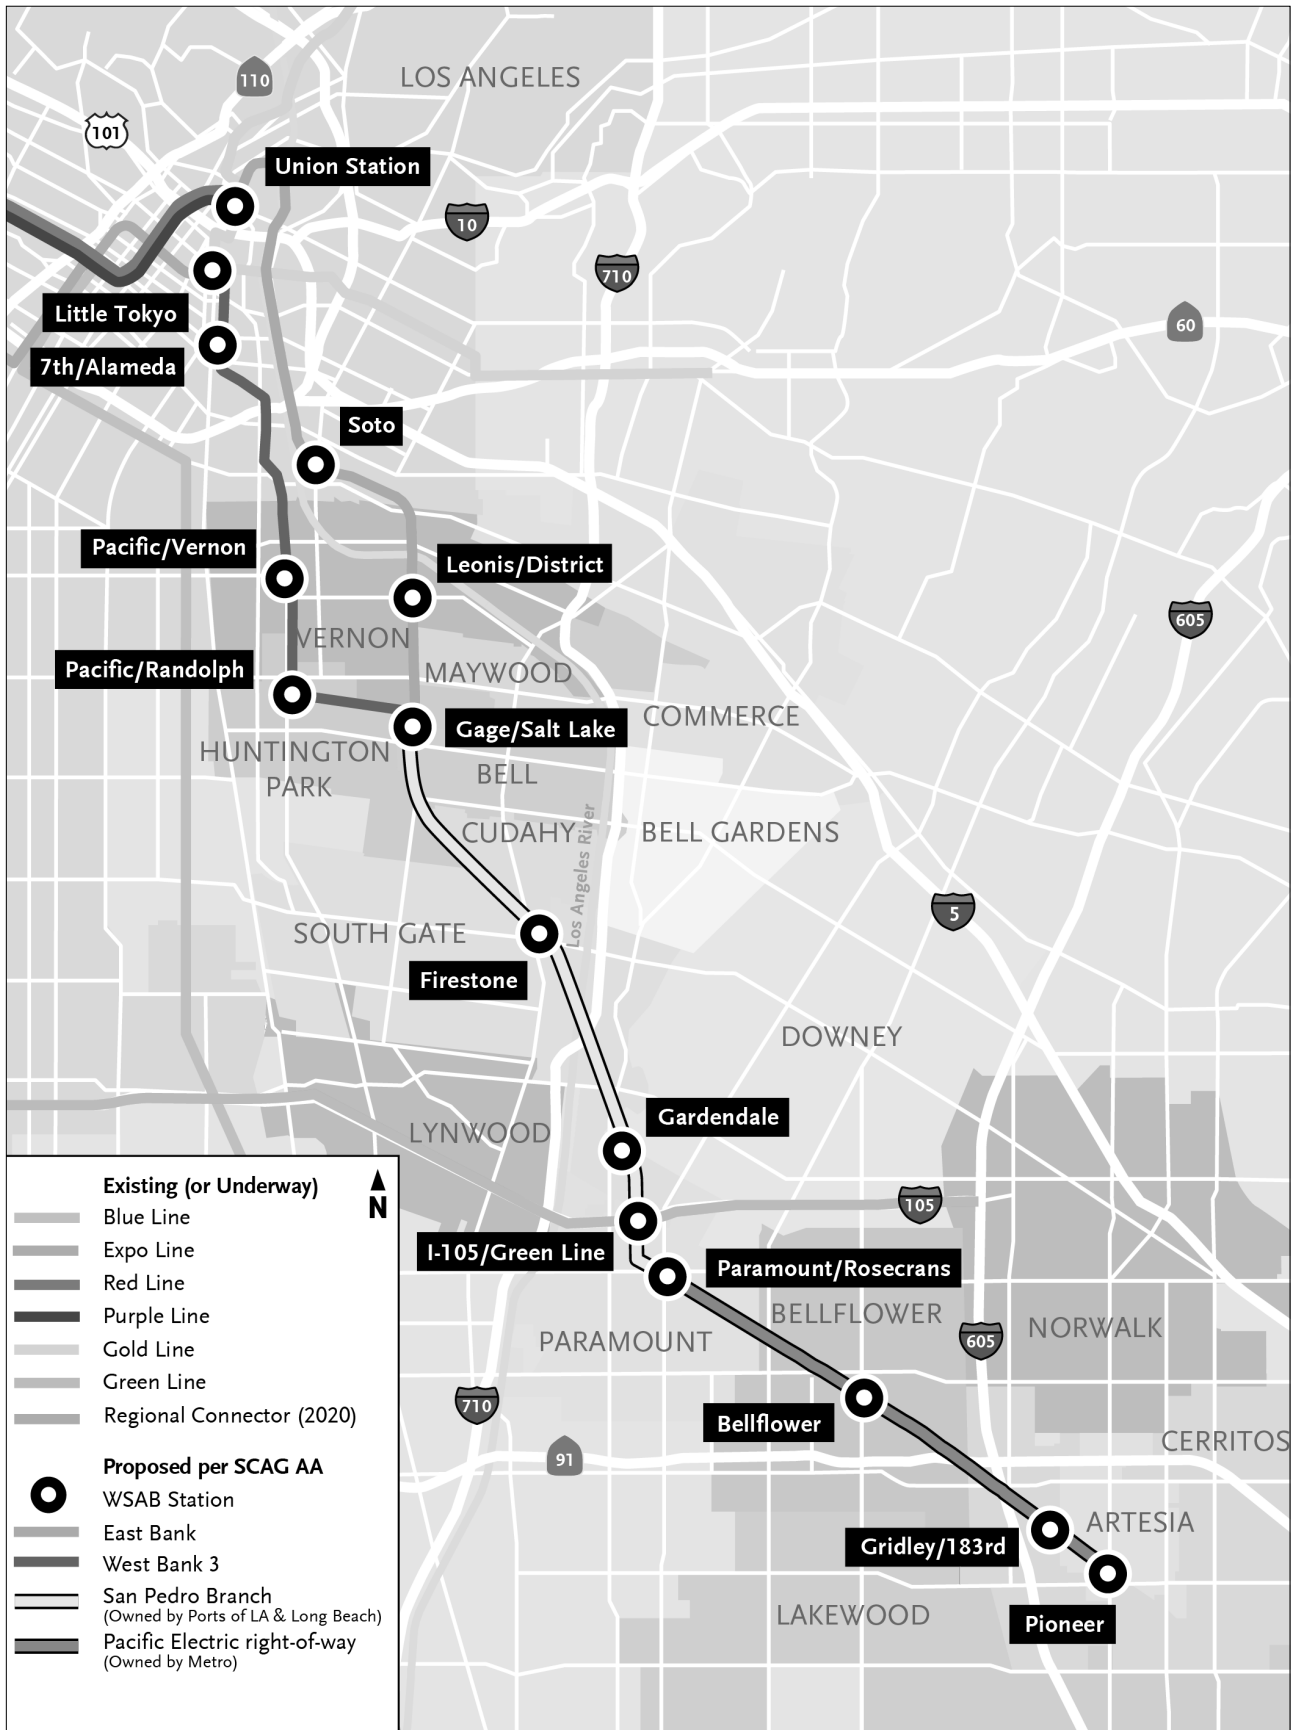 LOS ANGELES
110
101
Union Station
10
710
Little Tokyo
60
7th/Alameda
Soto
Pacific/Vernon
Leonis/District
605
VERNON
Pacific/Randolph
MAYWOOD
COMMERCE
Gage/Salt Lake
HUNTINGTON
PARK
BELL
CUDAHY
BELL GARDENS
Los Angeles River
5
SOUTH GATE
Firestone
DOWNEY
Gardendale
LYNWOOD
105
I-105/Green Line
Paramount/Rosecrans
BELLFLOWER
PARAMOUNT
605
NORWALK
710
Bellflower
91
CERRITOS
ARTESIA
Gridley/183rd
LAKEWOOD
Pioneer
N
Existing (or Underway)
Blue Line
Expo Line
Red Line
Purple Line
Gold Line
Green Line
Regional Connector (2020)
Proposed per SCAG AA
WSAB Station
East Bank
West Bank 3
San Pedro Branch
(Owned by Ports of LA & Long Beach)
Pacific Electric right-of-way
(Owned by Metro)